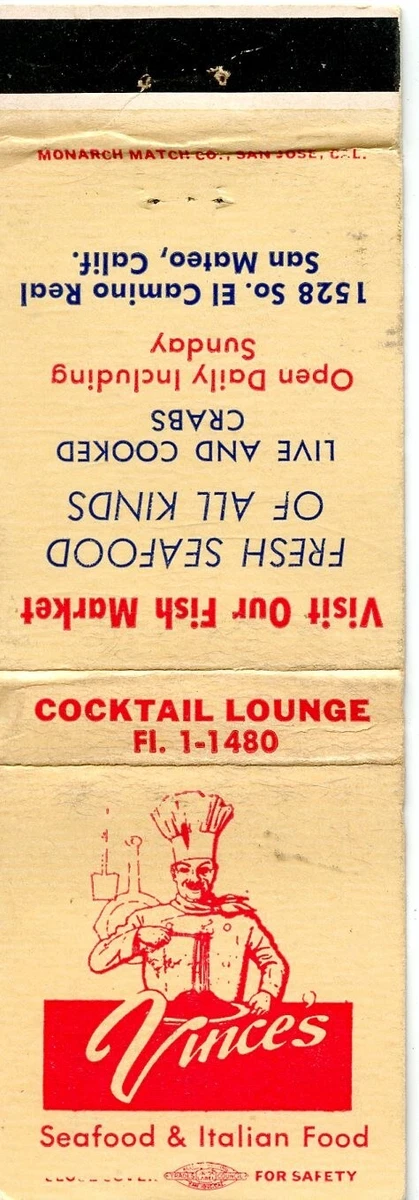 MONARCH MATCH CO., SAN JOSE, CAL.
Visit Our Fish Market
FRESH SEAFOOD
OF ALL KINDS
LIVE AND COOKED
CRABS
Open Daily Including
Sunday
1528 So. El Camino Real
San Mateo, Calif.
COCKTAIL LOUNGE
FI. 1-1480
Vince's
Seafood & Italian Food
FOR SAFETY